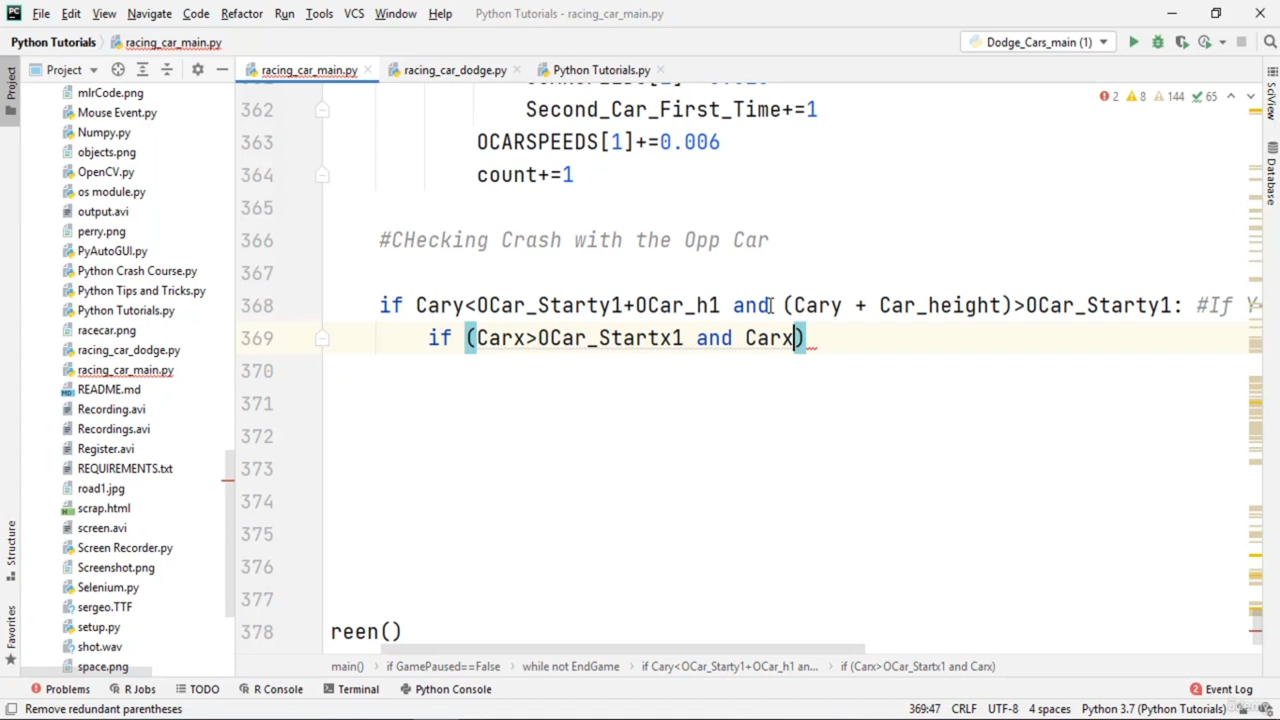 File Edit View Navigate Code Refactor Run Tools VCS Window Help Python Tutorials - racing_car_main.py
Python Tutorials racing_car_main.py Dodge_Cars_main (1)
Project racing_car_main.py racing_car_dodge.py Python Tutorials.py
Project
Structure
Favorites
mlrCode.png
Mouse Event.py
Numpy.py
objects.png
OpenCV.py
os module.py
output.avi
perry.png
PyAutoGUI.py
Python Crash Course.py
Python Tips and Tricks.py
Python Tutorials.py
racecar.png
racing_car_dodge.py
racing_car_main.py
README.md
Recording.avi
Recordings.avi
Register.avi
REQUIREMENTS.txt
road1.jpg
scrap.html
screen.avi
Screen Recorder.py
Screenshot.png
Selenium.py
sergeo.TTF
setup.py
shot.wav
space.png
2 8 144 65
362 Second_Car_First_Time+=1
363 OCARSPEEDS[1]+=0.006
364 count+=1
365
366 #CHecking Crash with the Opp Car
367
368 if Cary<OCar_Starty1+OCar_h1 and (Cary + Car_height)>OCar_Starty1: #If Y
369 if (Carx>OCar_Startx1 and Carx)
370
371
372
373
374
375
376
377
378 reen()
SciView
Database
main() if GamePaused==False while not EndGame if Cary<OCar_Starty1+OCar_h1 an... if (Carx>OCar_Startx1 and Carx)
Problems R Jobs TODO R Console Terminal Python Console 2 Event Log
Remove redundant parentheses 369:47 CRLF UTF-8 4 spaces Python 3.7 (Python Tutorials)